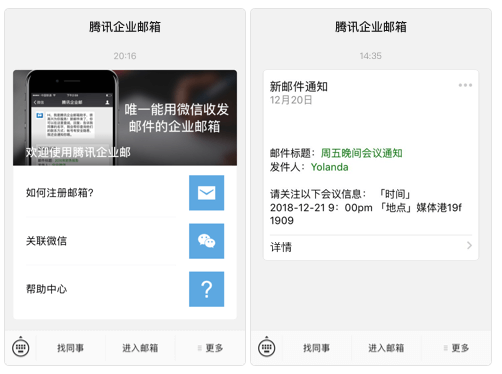 腾讯企业邮箱
20:16
腾讯企业邮
唯一能用微信收发
邮件的企业邮箱
欢迎使用腾讯企业邮
如何注册邮箱?
关联微信
帮助中心
找同事
进入邮箱
更多
腾讯企业邮箱
14:35
新邮件通知
12月20日
邮件标题：周五晚间会议通知
发件人：Yolanda
请关注以下会议信息：「时间」
2018-12-21 9：00pm 「地点」媒体港19f
1909
详情
找同事
进入邮箱
更多